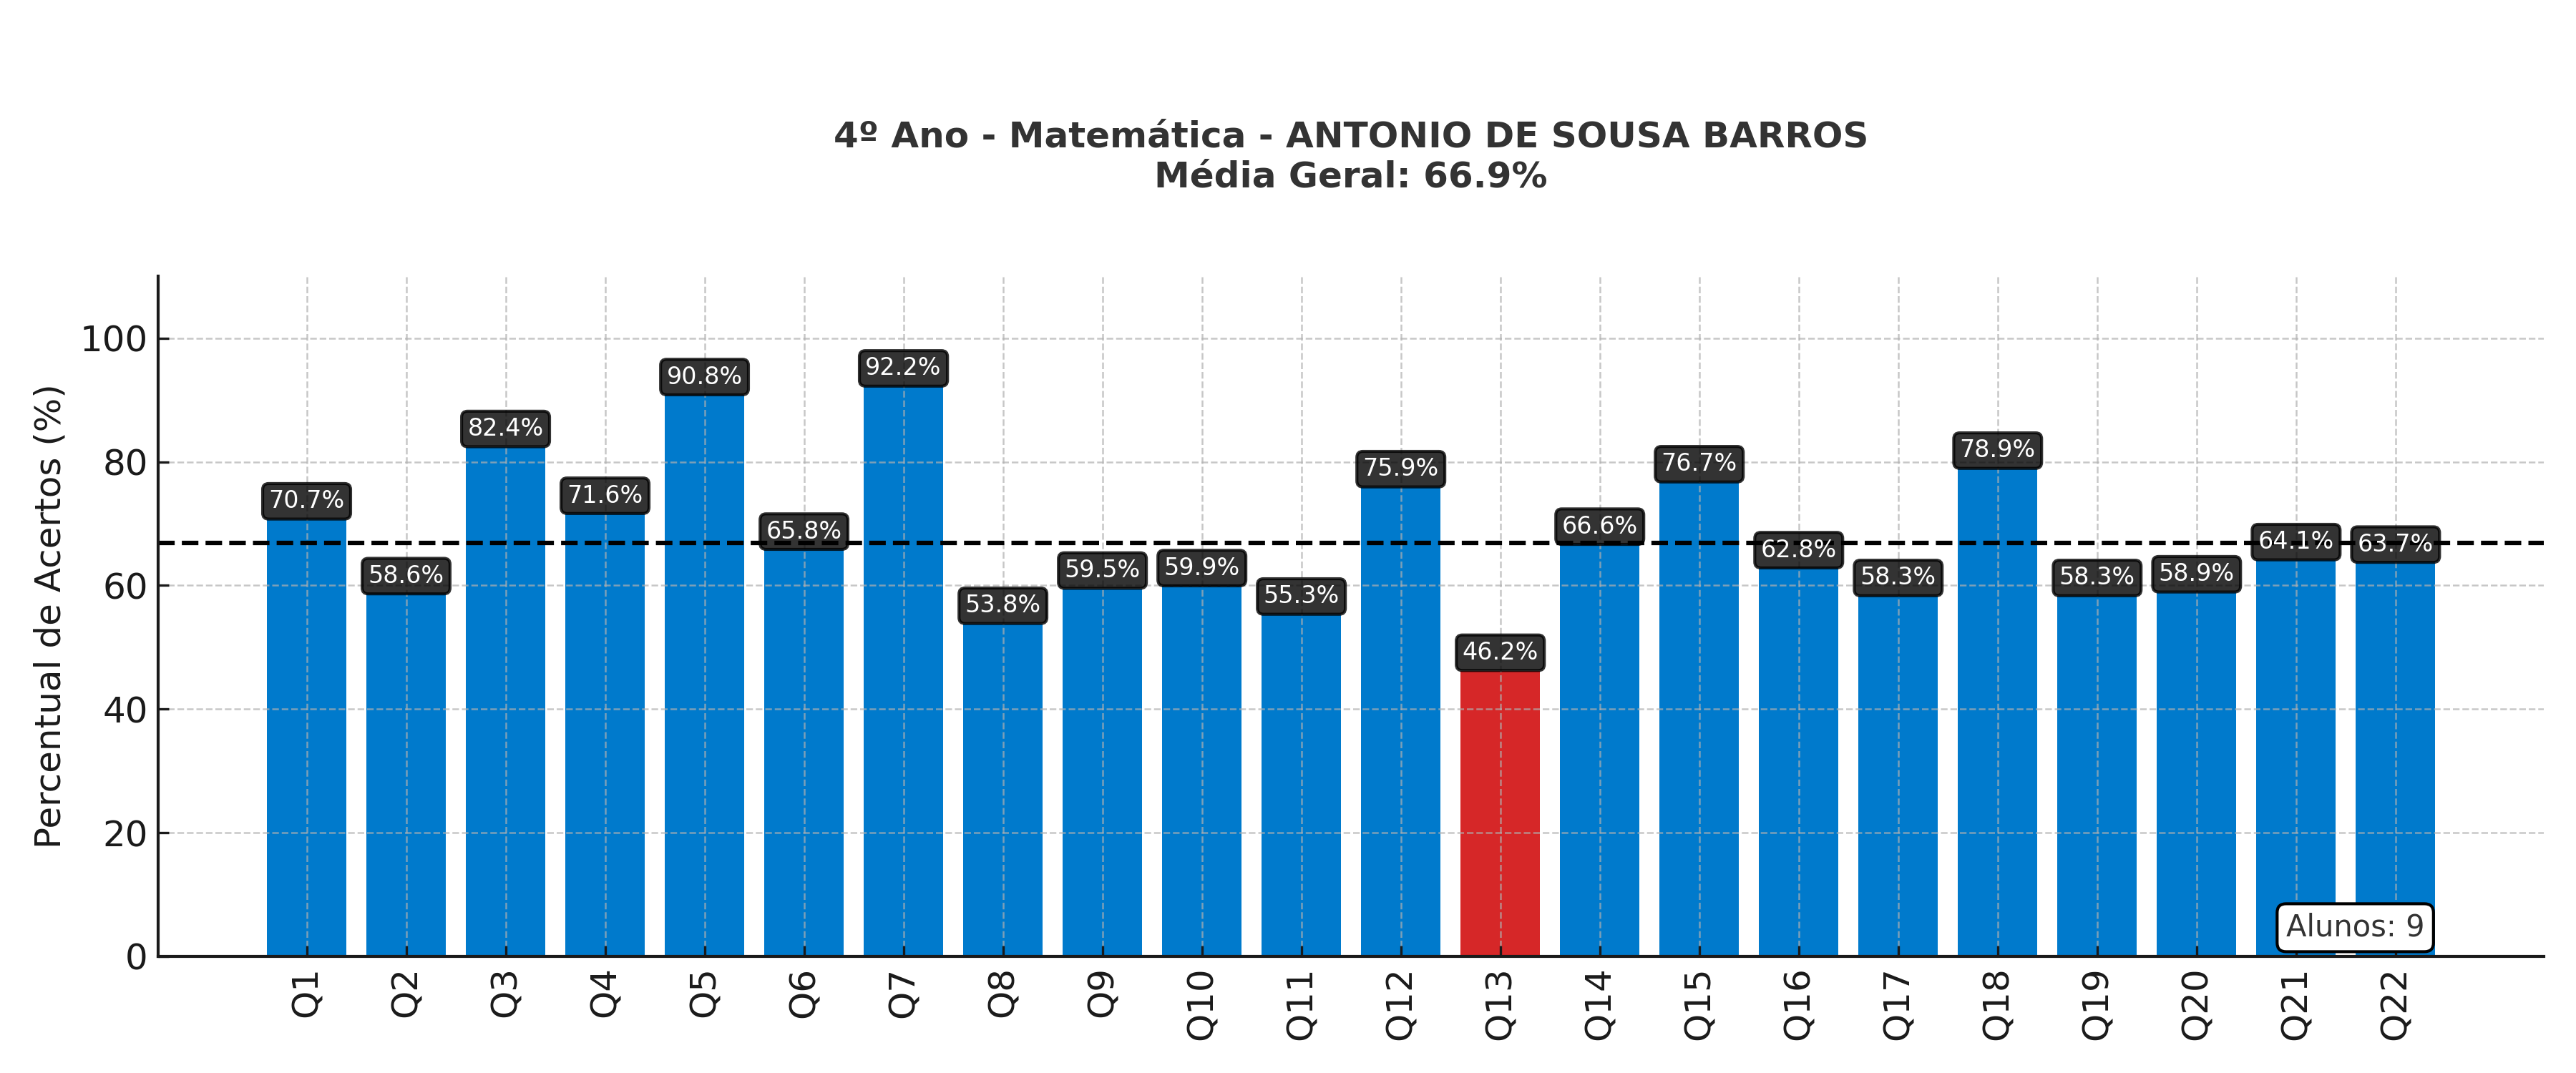 4º Ano - Matemática - ANTONIO DE SOUSA BARROS
Média Geral: 66.9%
Percentual de Acertos (%)
100
80
60
40
20
0
70.7%
58.6%
82.4%
71.6%
90.8%
65.8%
92.2%
53.8%
59.5%
59.9%
55.3%
75.9%
46.2%
66.6%
76.7%
62.8%
58.3%
78.9%
58.3%
58.9%
64.1%
63.7%
Alunos: 9
Q1
Q2
Q3
Q4
Q5
Q6
Q7
Q8
Q9
Q10
Q11
Q12
Q13
Q14
Q15
Q16
Q17
Q18
Q19
Q20
Q21
Q22